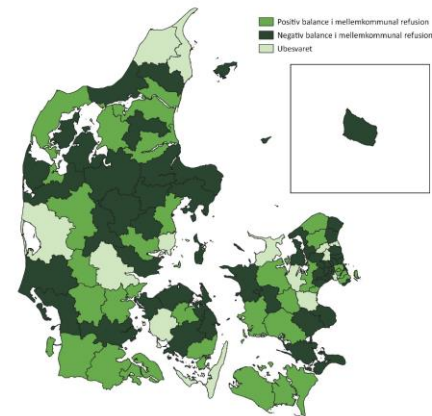 Positiv balance i mellemkommunal refusion
Negativ balance i mellemkommunal refusion
Ubesvaret